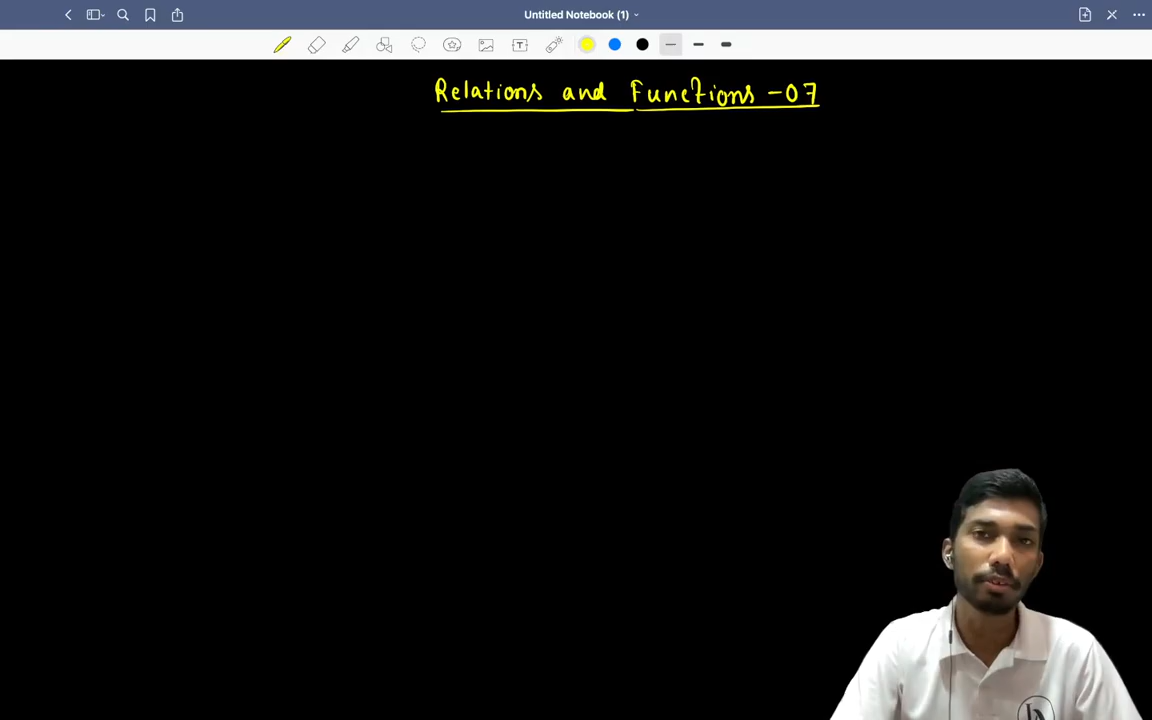 Untitled Notebook (1)
T
Relations and Functions - 07